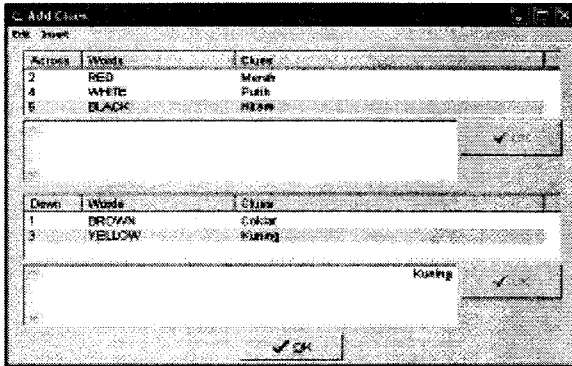 Add Clues
Edit Insert
Across Words Clues
2 RED Merah
4 WHITE Putih
5 BLACK Hitam
OK
Down Words Clues
1 BROWN Coklat
3 YELLOW Kuning
Kuning
OK
OK